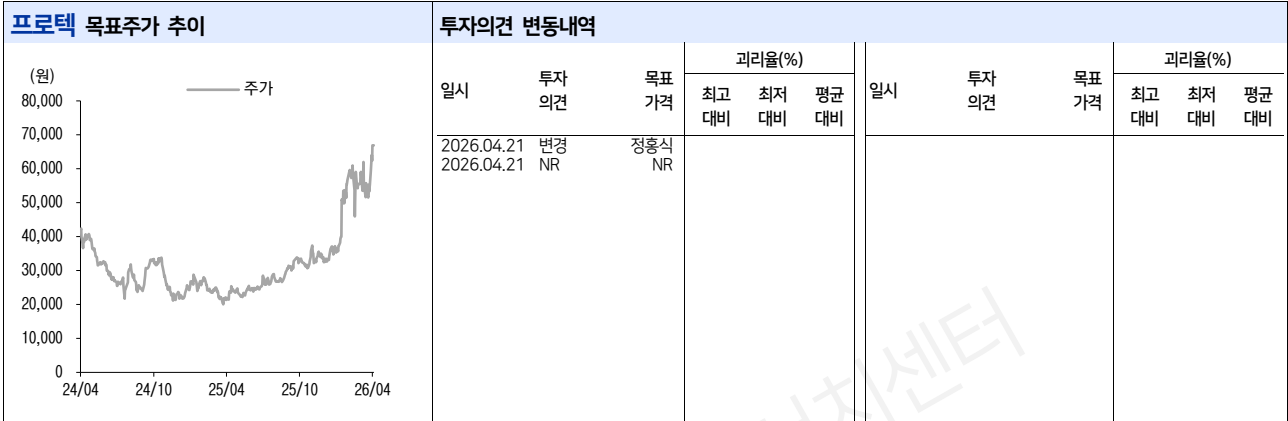 프로텍 목표주가 추이
(원)
주가
80,000
70,000
60,000
50,000
40,000
30,000
20,000
10,000
0
24/04 24/10 25/04 25/10 26/04
투자의견 변동내역
일시 투자의견 목표가격 괴리율(%)
최고대비 최저대비 평균대비
2026.04.21 변경 정홍식
2026.04.21 NR NR
일시 투자의견 목표가격 괴리율(%)
최고대비 최저대비 평균대비
센터